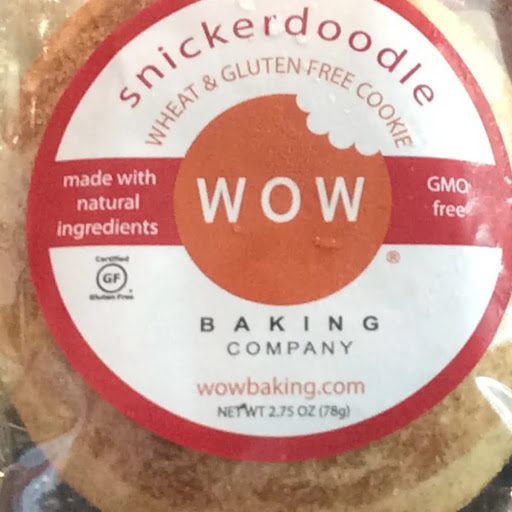 snickerdoodle
WHEAT & GLUTEN FREE COOKIE
made with
natural
ingredients
WOW
GMO
free
®
Certified
GF
Gluten Free
BAKING
COMPANY
wowbaking.com
NET WT 2.75 OZ (78g)